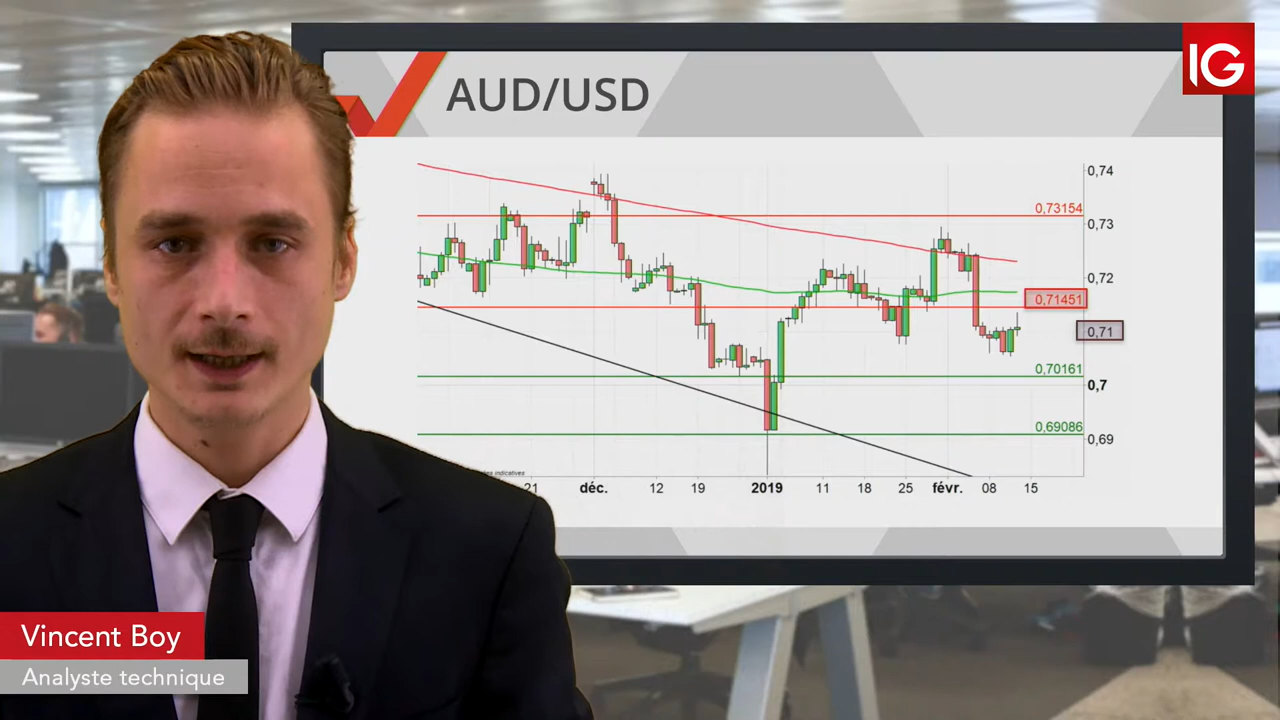 IG
AUD/USD
0,74
0,73154
0,73
0,72
0,71451
0,71
0,70161
0,7
0,69086
0,69
indicatives
21
déc.
12
19
2019
11
18
25
févr.
08
15
Vincent Boy
Analyste technique